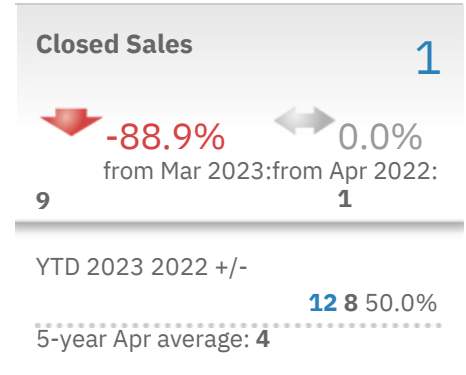 Closed Sales 1
-88.9% 0.0%
from Mar 2023:from Apr 2022:
9 1
YTD 2023 2022 +/-
12 8 50.0%
5-year Apr average: 4